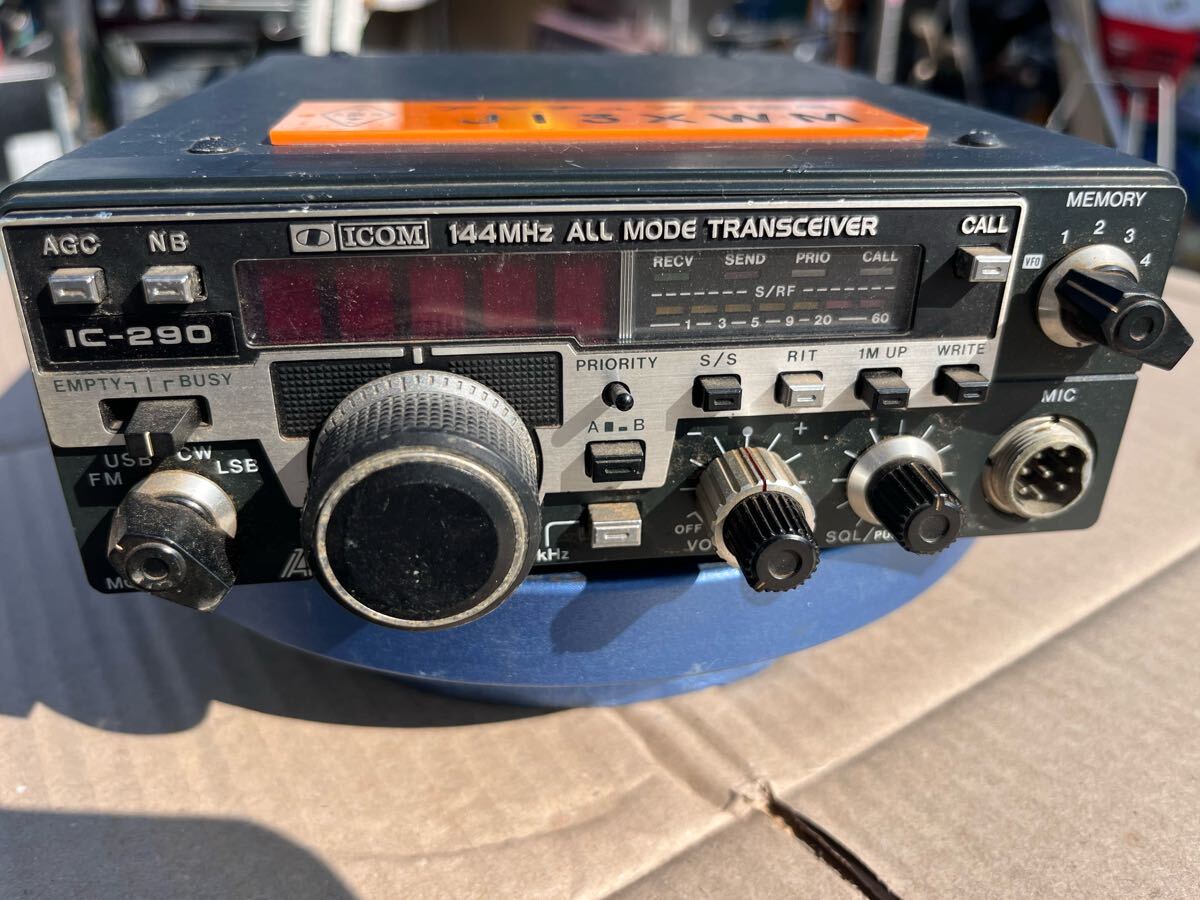 JI3XWM
AGC NB
ICOM 144MHz ALL MODE TRANSCEIVER
CALL
MEMORY
VFO 1 2 3 4
IC-290
RECV SEND PRIO CALL
S/RF
1 3 5 9 20 60
EMPTY BUSY
PRIORITY S/S RIT 1M UP WRITE
A B
- +
MIC
USB CW LSB
FM
OFF
kHz
SQL/